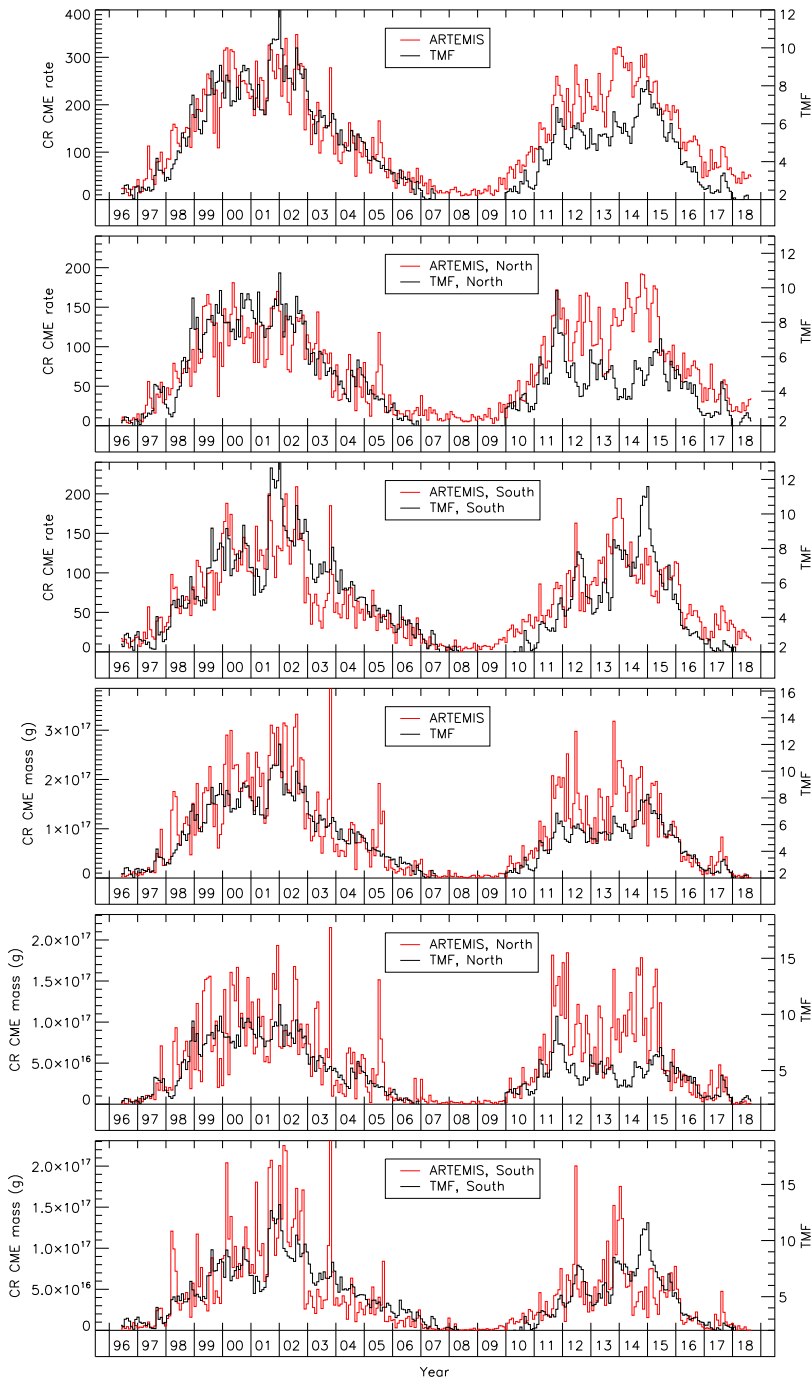 400
300
200
100
0
CR CME rate
ARTEMIS
TMF
12
10
8
6
4
2
TMF
96 97 98 99 00 01 02 03 04 05 06 07 08 09 10 11 12 13 14 15 16 17 18
200
150
100
50
0
CR CME rate
ARTEMIS, North
TMF, North
12
10
8
6
4
2
TMF
96 97 98 99 00 01 02 03 04 05 06 07 08 09 10 11 12 13 14 15 16 17 18
200
150
100
50
0
CR CME rate
ARTEMIS, South
TMF, South
12
10
8
6
4
2
TMF
96 97 98 99 00 01 02 03 04 05 06 07 08 09 10 11 12 13 14 15 16 17 18
3×10¹⁷
2×10¹⁷
1×10¹⁷
0
CR CME mass (g)
ARTEMIS
TMF
16
14
12
10
8
6
4
2
TMF
96 97 98 99 00 01 02 03 04 05 06 07 08 09 10 11 12 13 14 15 16 17 18
2.0×10¹⁷
1.5×10¹⁷
1.0×10¹⁷
5.0×10¹⁶
0
CR CME mass (g)
ARTEMIS, North
TMF, North
15
10
5
TMF
96 97 98 99 00 01 02 03 04 05 06 07 08 09 10 11 12 13 14 15 16 17 18
2.0×10¹⁷
1.5×10¹⁷
1.0×10¹⁷
5.0×10¹⁶
0
CR CME mass (g)
ARTEMIS, South
TMF, South
15
10
5
TMF
96 97 98 99 00 01 02 03 04 05 06 07 08 09 10 11 12 13 14 15 16 17 18
Year